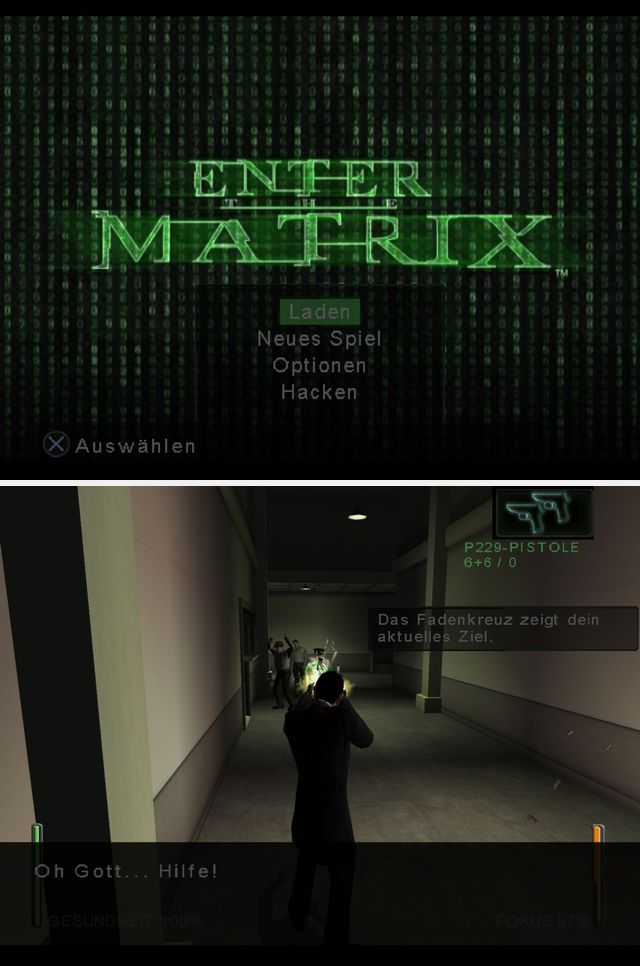 ENTER
THE
MATRIX™
Laden
Neues Spiel
Optionen
Hacken
Auswählen
P229-PISTOLE
6+6 / 0
Das Fadenkreuz zeigt dein
aktuelles Ziel.
Oh Gott... Hilfe!
GESUNDHEIT 100%
FOKUS 97%